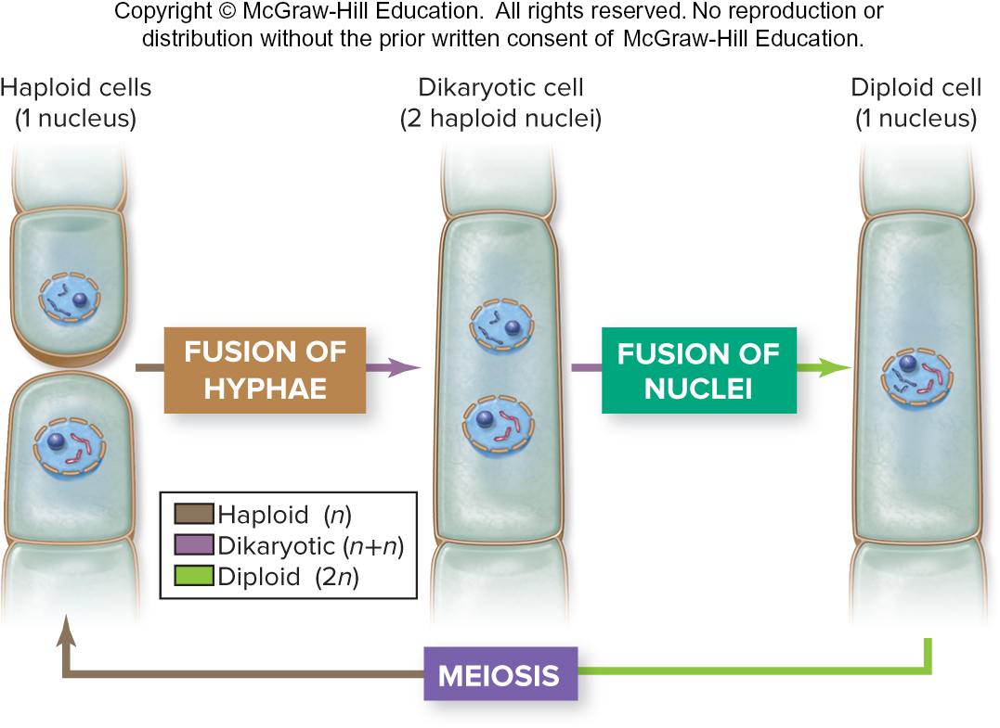 Copyright © McGraw-Hill Education. All rights reserved. No reproduction or
distribution without the prior written consent of McGraw-Hill Education.
Haploid cells
(1 nucleus)
Dikaryotic cell
(2 haploid nuclei)
Diploid cell
(1 nucleus)
FUSION OF
HYPHAE
FUSION OF
NUCLEI
Haploid (n)
Dikaryotic (n+n)
Diploid (2n)
MEIOSIS